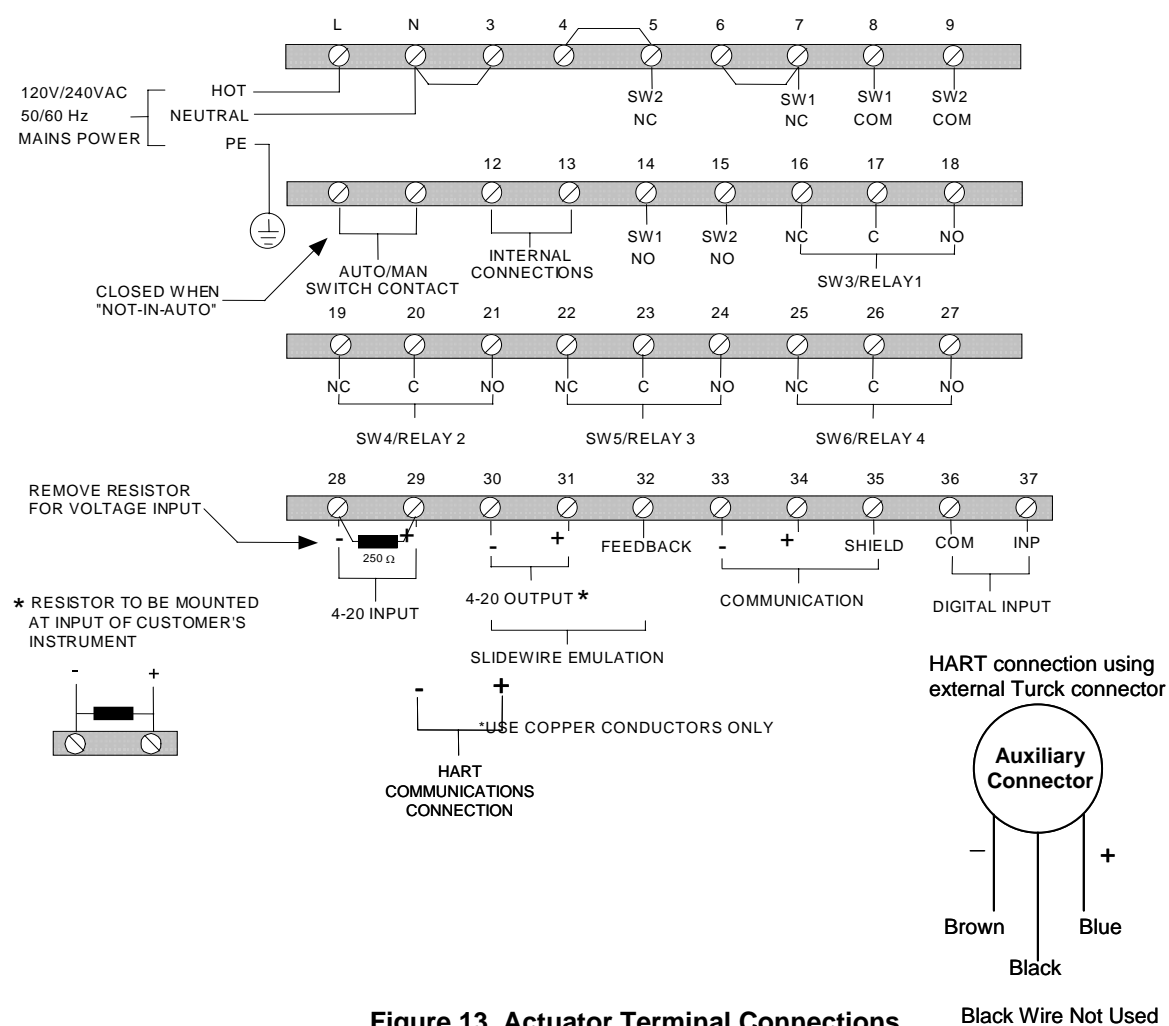 L N 3 4 5 6 7 8 9
120V/240VAC
50/60 Hz
MAINS POWER
HOT
NEUTRAL
PE
SW2
NC
SW1
NC
SW1
COM
SW2
COM
12 13 14 15 16 17 18
AUTO/MAN
SWITCH CONTACT
INTERNAL
CONNECTIONS
SW1
NO
SW2
NO
NC C NO
SW3/RELAY1
CLOSED WHEN
"NOT-IN-AUTO"
19 20 21 22 23 24 25 26 27
NC C NO NC C NO NC C NO
SW4/RELAY 2 SW5/RELAY 3 SW6/RELAY 4
28 29 30 31 32 33 34 35 36 37
REMOVE RESISTOR
FOR VOLTAGE INPUT
- + - + FEEDBACK - + SHIELD COM INP
250 Ω
4-20 INPUT
4-20 OUTPUT *
COMMUNICATION
DIGITAL INPUT
SLIDEWIRE EMULATION
* RESISTOR TO BE MOUNTED
AT INPUT OF CUSTOMER'S
INSTRUMENT
- +
- +
*USE COPPER CONDUCTORS ONLY
HART
COMMUNICATIONS
CONNECTION
HART connection using
external Turck connector
Auxiliary
Connector
– +
Brown Blue
Black
Black Wire Not Used
Figure 13 Actuator Terminal Connections